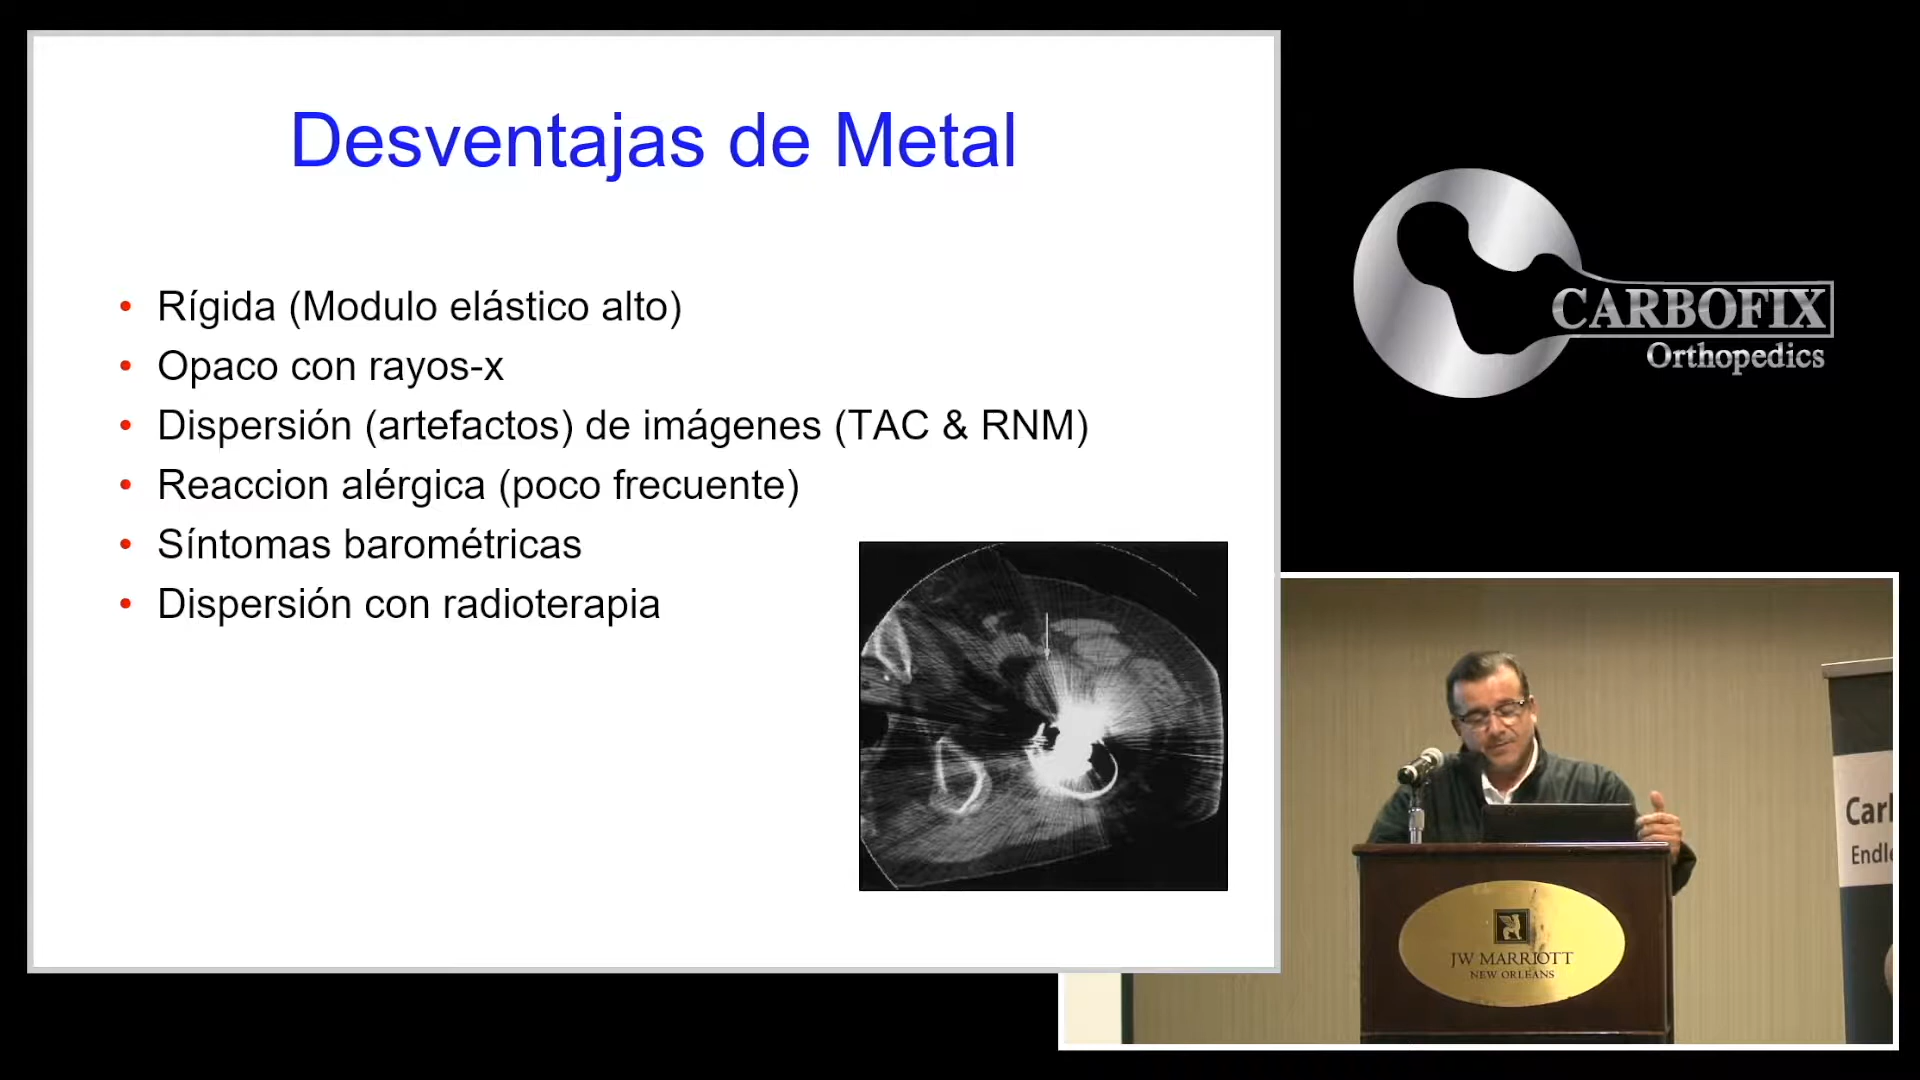 Desventajas de Metal
Rígida (Modulo elástico alto)
Opaco con rayos-x
Dispersión (artefactos) de imágenes (TAC & RNM)
Reaccion alérgica (poco frecuente)
Síntomas barométricas
Dispersión con radioterapia
CARBOFIX
Orthopedics
Carl
Endle
JW MARRIOTT
NEW ORLEANS